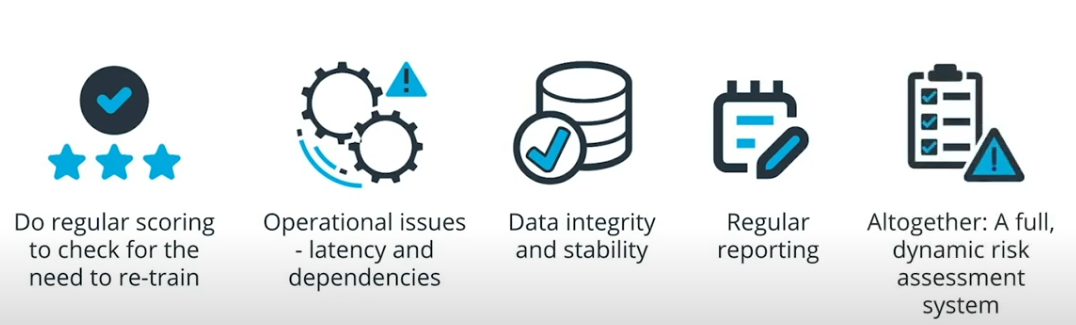 Do regular scoring
to check for the
need to re-train
Operational issues
- latency and
dependencies
Data integrity
and stability
Regular
reporting
Altogether: A full,
dynamic risk
assessment
system